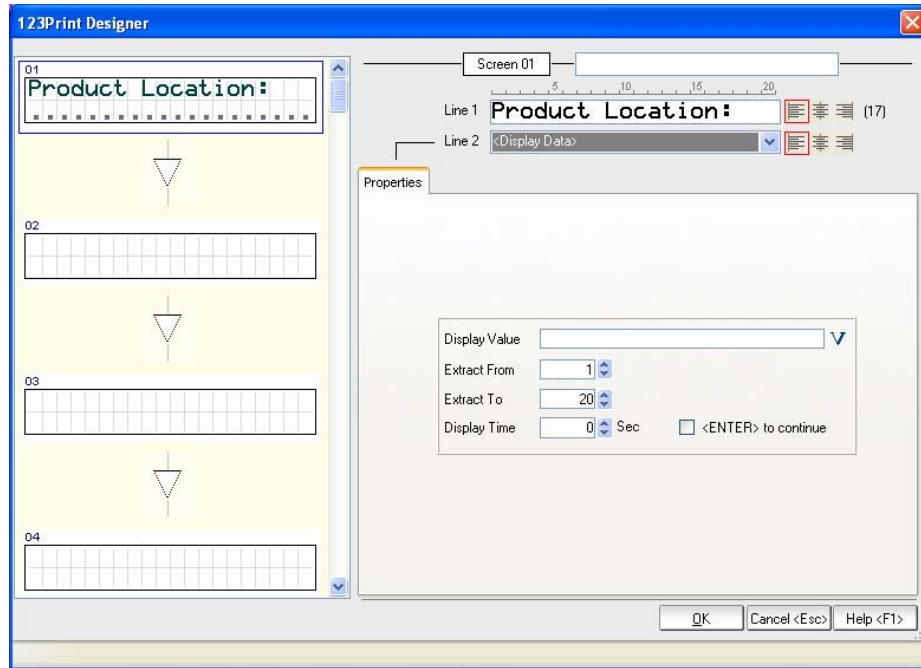 123Print Designer
01
Product Location:
02
03
04
Screen 01
5 10 15 20
Line 1 Product Location: (17)
Line 2 <Display Data>
Properties
Display Value V
Extract From 1
Extract To 20
Display Time 0 Sec <ENTER> to continue
OK Cancel <Esc> Help <F1>